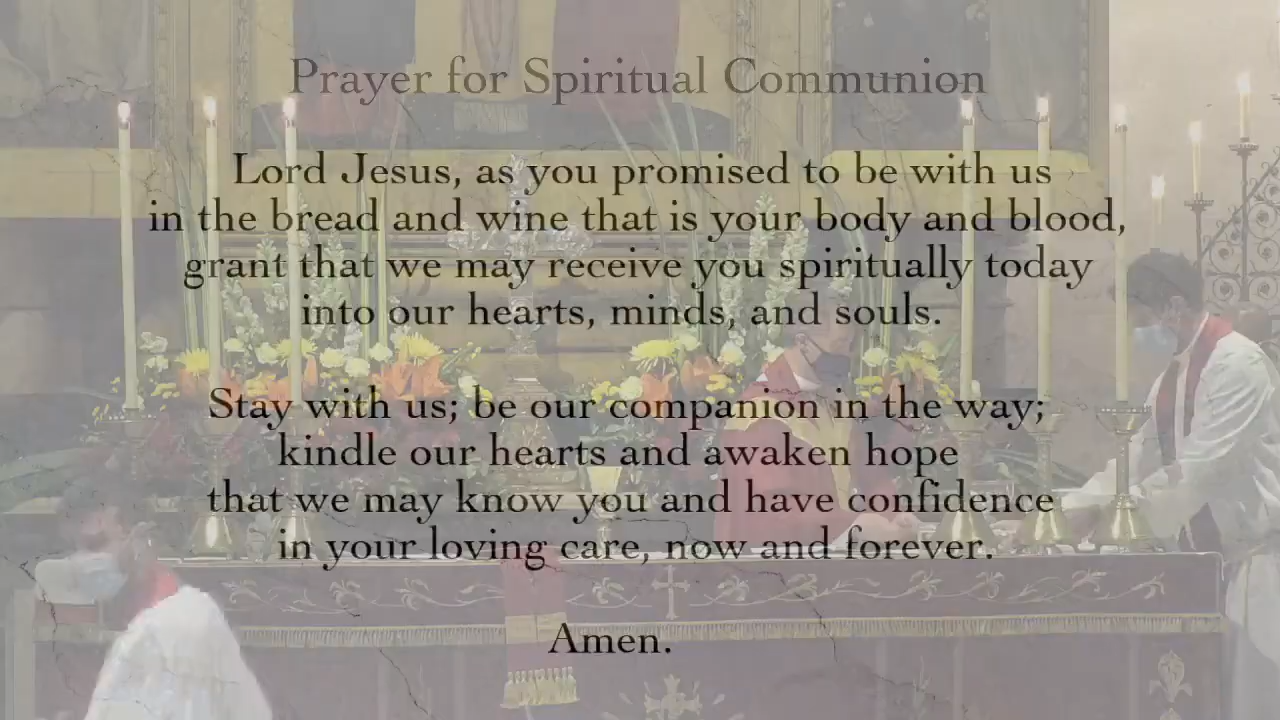 Prayer for Spiritual Communion
Lord Jesus, as you promised to be with us
in the bread and wine that is your body and blood,
grant that we may receive you spiritually today
into our hearts, minds, and souls.
Stay with us; be our companion in the way;
kindle our hearts and awaken hope
that we may know you and have confidence
in your loving care, now and forever.
Amen.